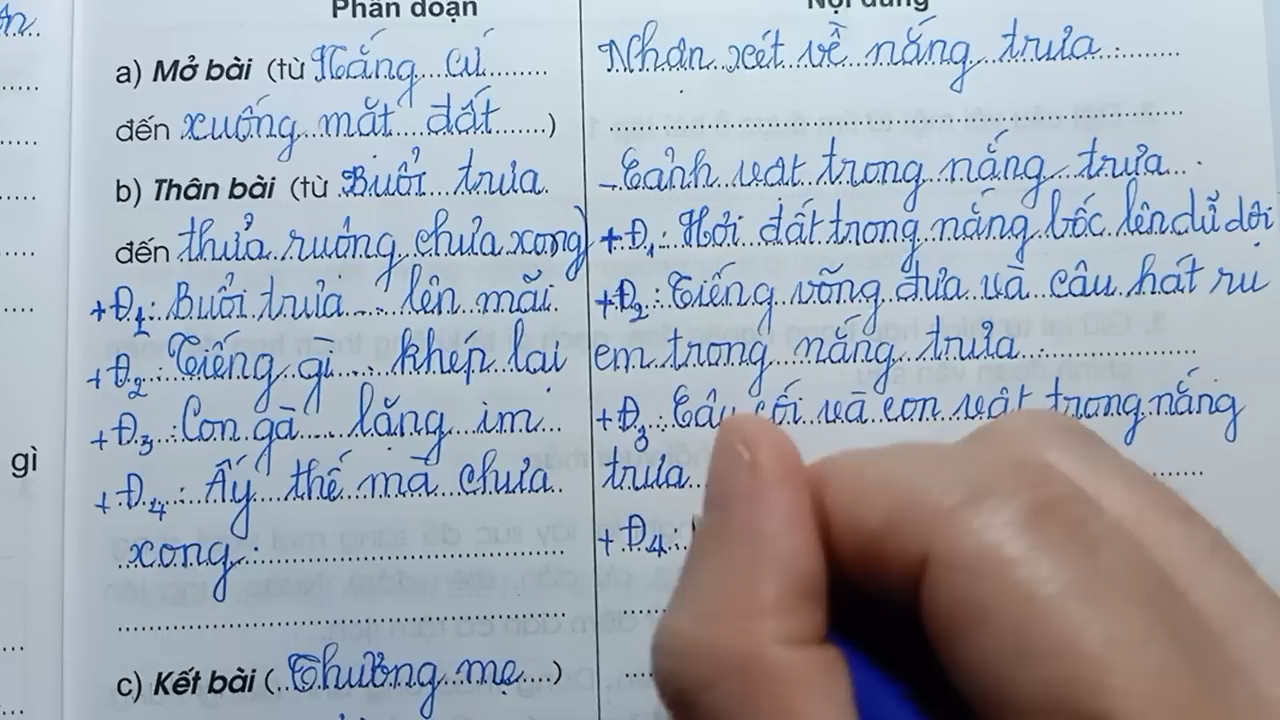 Phân đoạn
Nội dung
a) Mở bài (từ Nắng cứ
đến xuống mặt đất)
Nhận xét về nắng trưa.
b) Thân bài (từ Buổi trưa
đến thửa ruộng chưa xong)
+ Đ1: Buổi trưa... lên mãi
+ Đ2: Tiếng gì... khép lại
+ Đ3: Con gà... lặng im
+ Đ4: Ấy thế mà chưa
xong.
- Cảnh vật trong nắng trưa.
+ Đ1: Hơi đất trong nắng bốc lên dữ dội
+ Đ2: Tiếng võng đưa và câu hát ru
em trong nắng trưa
+ Đ3: Cây cối và con vật trong nắng
trưa
+ Đ4:
c) Kết bài (Thương mẹ)
gì